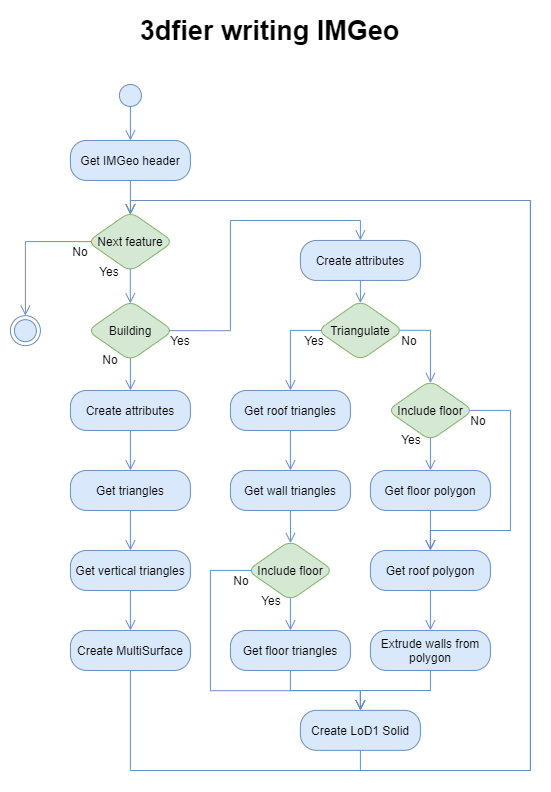 3dfier writing IMGeo
Get IMGeo header
Next feature
No
Yes
Building
Yes
No
Create attributes
Get triangles
Get vertical triangles
Create MultiSurface
Create attributes
Triangulate
Yes
No
Get roof triangles
Get wall triangles
Include floor
No
Yes
Get floor triangles
Include floor
No
Yes
Get floor polygon
Get roof polygon
Extrude walls from
polygon
Create LoD1 Solid